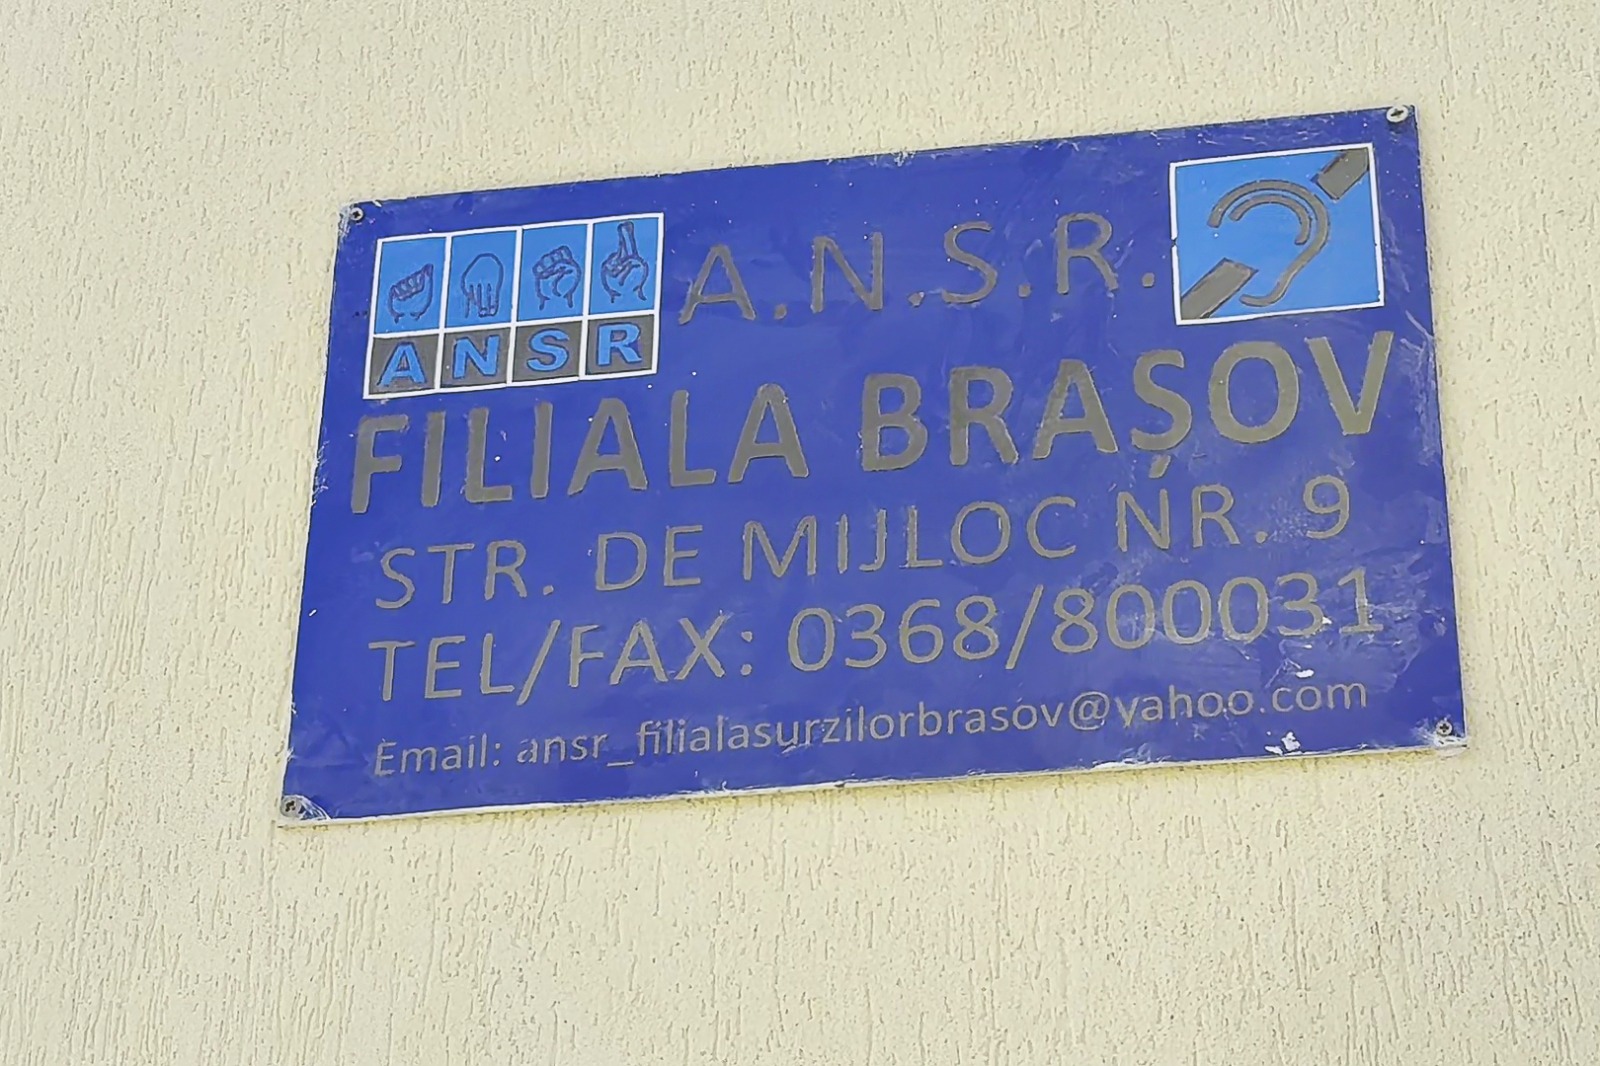 A.N.S.R.
ANSR
FILIALA BRAȘOV
STR. DE MIJLOC NR. 9
TEL/FAX: 0368/800031
Email: ansr_filialasurzilorbrasov@yahoo.com